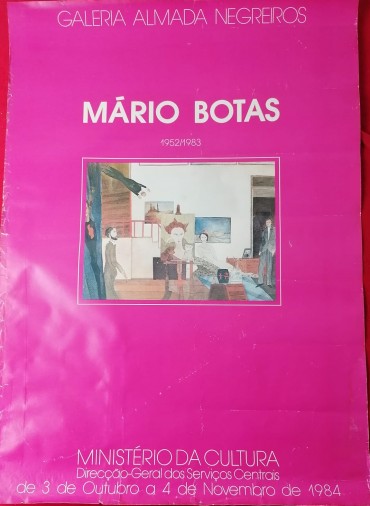 GALERIA ALMADA NEGREIROS
MÁRIO BOTAS
1952/1983
MINISTÉRIO DA CULTURA
Direcção-Geral dos Serviços Centrais
de 3 de Outubro a 4 de Novembro de 1984